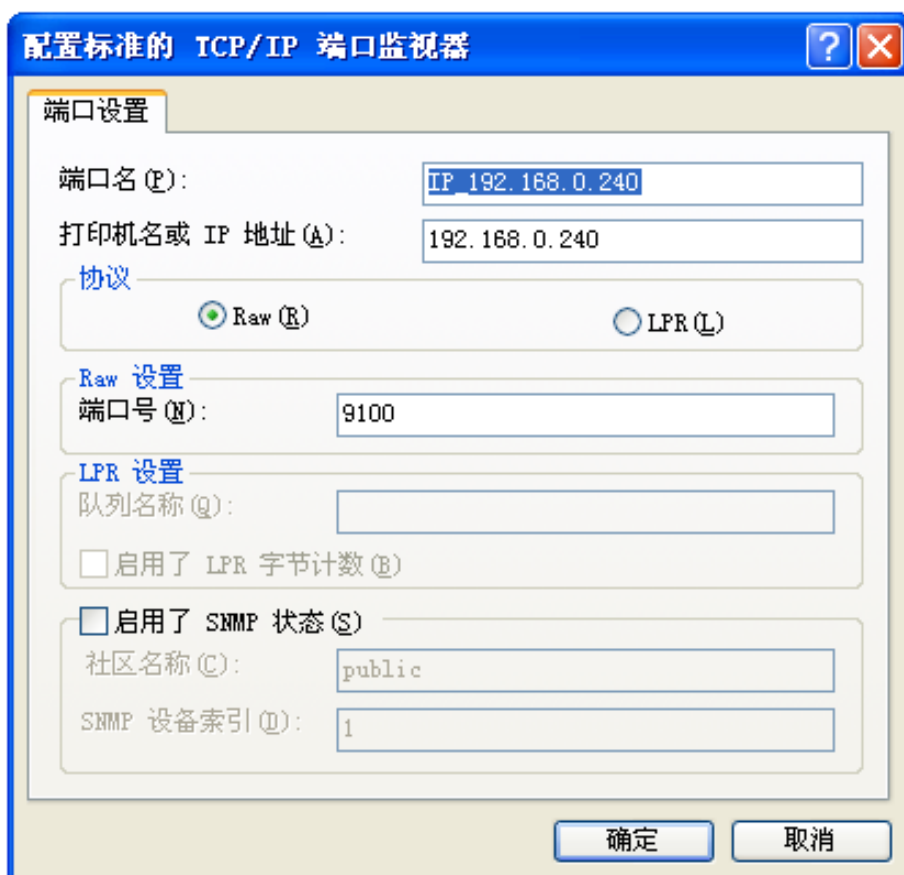 配置标准的 TCP/IP 端口监视器
端口设置
端口名(P): IP_192.168.0.240
打印机名或 IP 地址(A): 192.168.0.240
协议
Raw(R) LPR(L)
Raw 设置
端口号(N): 9100
LPR 设置
队列名称(Q):
启用了 LPR 字节计数(B)
启用了 SNMP 状态(S)
社区名称(C): public
SNMP 设备索引(D): 1
确定 取消